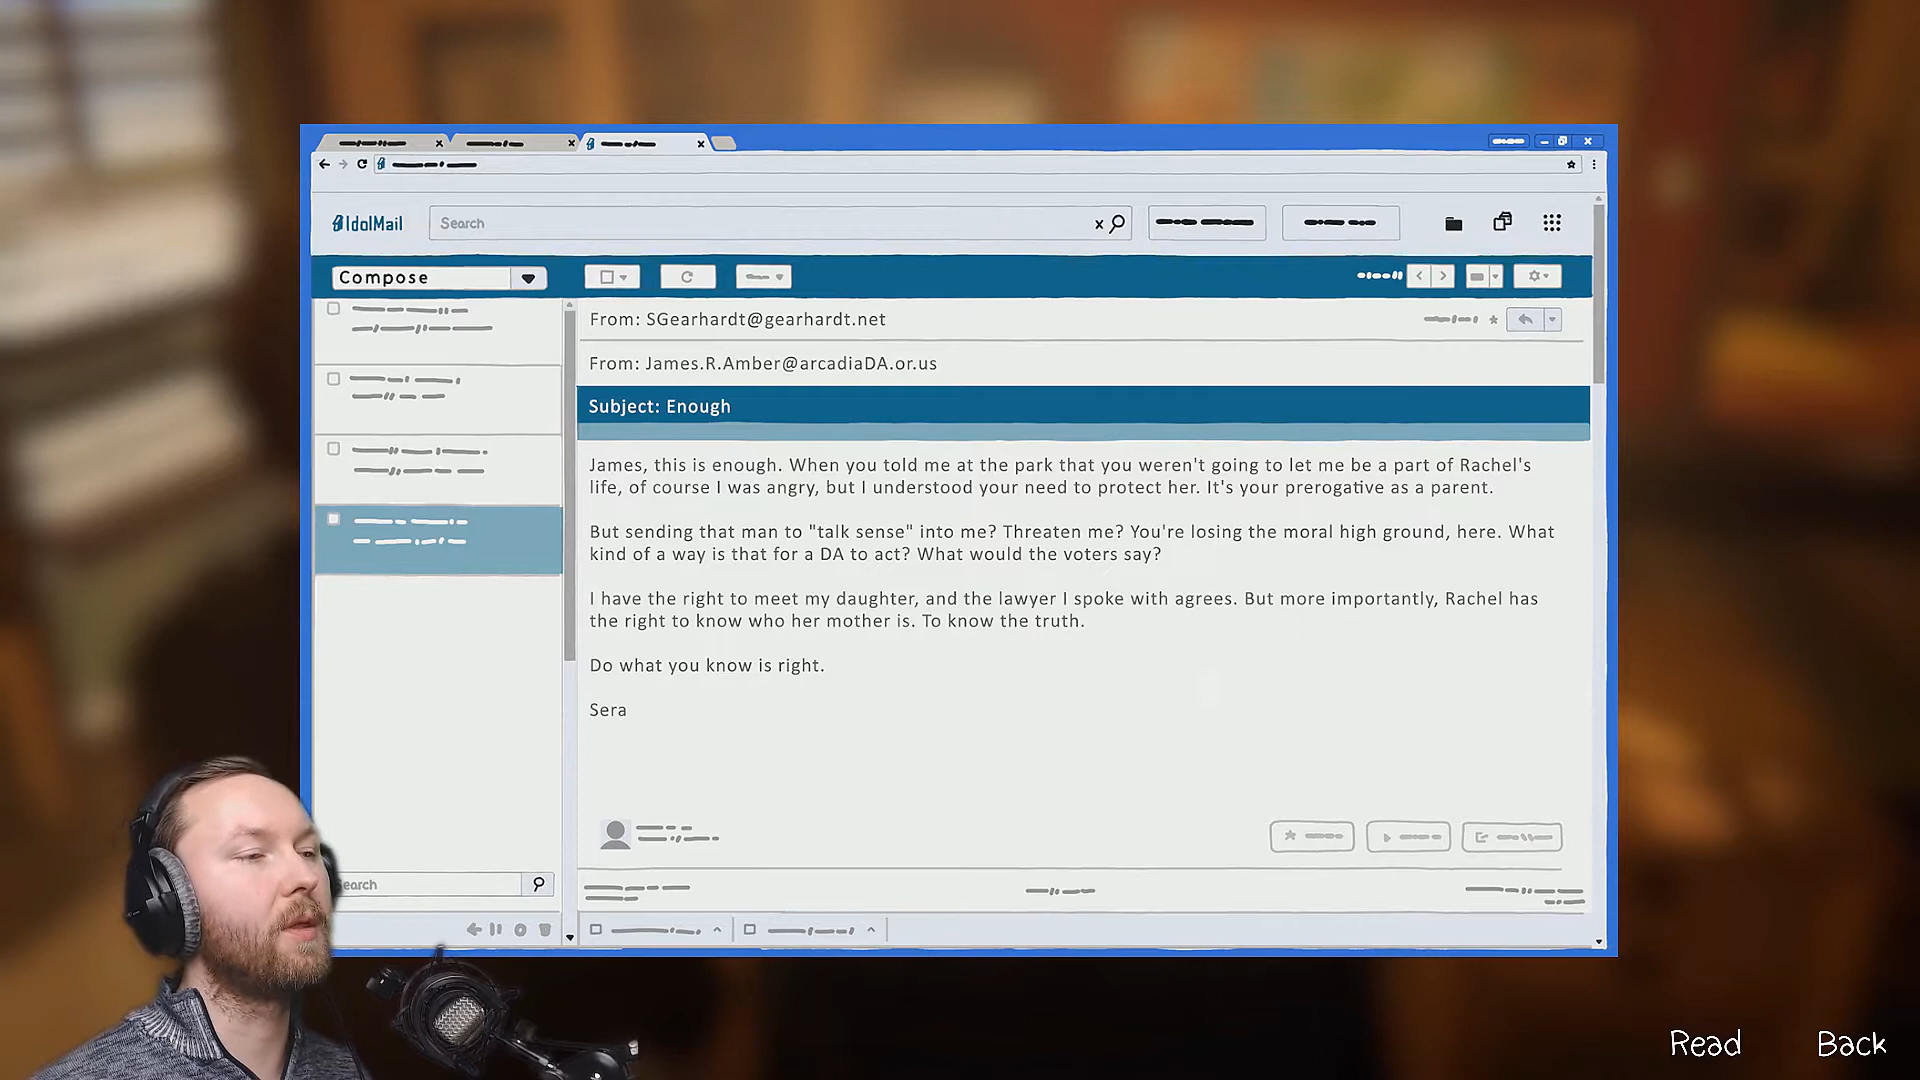 IdolMail
Search
Compose
From: SGearhardt@gearhardt.net
From: James.R.Amber@arcadiaDA.or.us
Subject: Enough
James, this is enough. When you told me at the park that you weren't going to let me be a part of Rachel's
life, of course I was angry, but I understood your need to protect her. It's your prerogative as a parent.
But sending that man to "talk sense" into me? Threaten me? You're losing the moral high ground, here. What
kind of a way is that for a DA to act? What would the voters say?
I have the right to meet my daughter, and the lawyer I spoke with agrees. But more importantly, Rachel has
the right to know who her mother is. To know the truth.
Do what you know is right.
Sera
earch
Read
Back